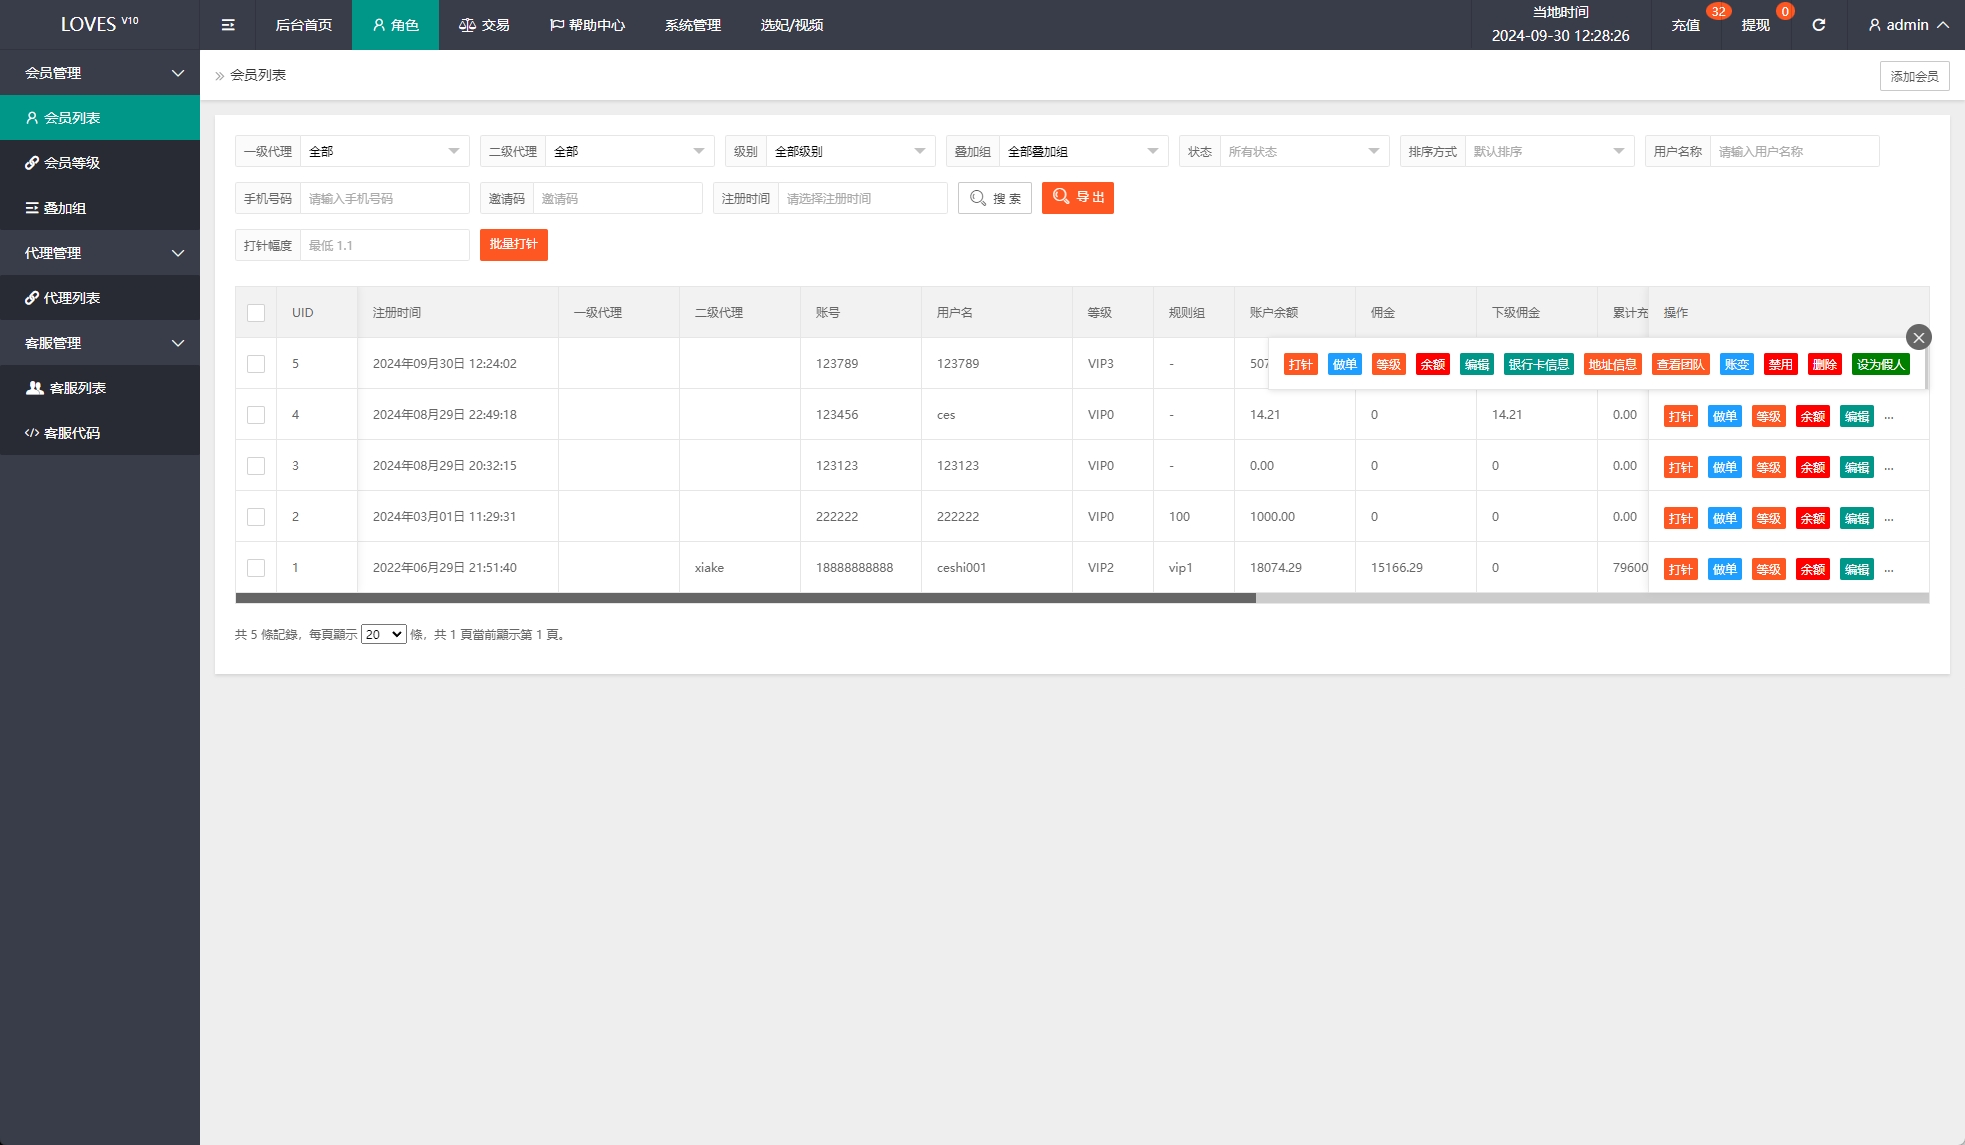 LOVES V10
后台首页
角色
交易
帮助中心
系统管理
选妃/视频
当地时间
2024-09-30 12:28:26
充值 32
提现 0
admin
会员管理
会员列表
会员等级
叠加组
代理管理
代理列表
客服管理
客服列表
客服代码
会员列表
添加会员
一级代理 全部
二级代理 全部
级别 全部级别
叠加组 全部叠加组
状态 所有状态
排序方式 默认排序
用户名称 请输入用户名称
手机号码 请输入手机号码
邀请码 邀请码
注册时间 请选择注册时间
搜 索
导 出
打针幅度 最低 1.1
批量打针
UID 注册时间 一级代理 二级代理 账号 用户名 等级 规则组 账户余额 佣金 下级佣金 累计充 操作
5 2024年09月30日 12:24:02 123789 123789 VIP3 - 507 打针 做单 等级 余额 编辑 银行卡信息 地址信息 查看团队 账变 禁用 删除 设为假人
4 2024年08月29日 22:49:18 123456 ces VIP0 - 14.21 0 14.21 0.00 打针 做单 等级 余额 编辑 ...
3 2024年08月29日 20:32:15 123123 123123 VIP0 - 0.00 0 0 0.00 打针 做单 等级 余额 编辑 ...
2 2024年03月01日 11:29:31 222222 222222 VIP0 100 1000.00 0 0 0.00 打针 做单 等级 余额 编辑 ...
1 2022年06月29日 21:51:40 xiake 18888888888 ceshi001 VIP2 vip1 18074.29 15166.29 0 79600 打针 做单 等级 余额 编辑 ...
共 5 條記錄，每頁顯示 20 條，共 1 頁當前顯示第 1 頁。